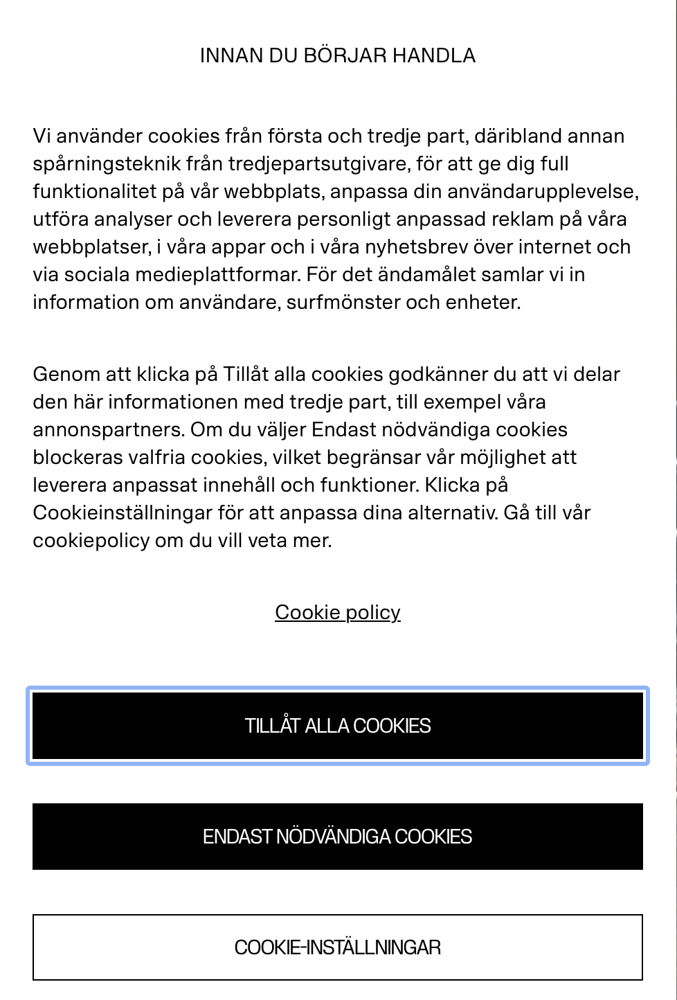 INNAN DU BÖRJAR HANDLA
Vi använder cookies från första och tredje part, däribland annan
spårningsteknik från tredjepartsutgivare, för att ge dig full
funktionalitet på vår webbplats, anpassa din användarupplevelse,
utföra analyser och leverera personligt anpassad reklam på våra
webbplatser, i våra appar och i våra nyhetsbrev över internet och
via sociala medieplattformar. För det ändamålet samlar vi in
information om användare, surfmönster och enheter.
Genom att klicka på Tillåt alla cookies godkänner du att vi delar
den här informationen med tredje part, till exempel våra
annonspartners. Om du väljer Endast nödvändiga cookies
blockeras valfria cookies, vilket begränsar vår möjlighet att
leverera anpassat innehåll och funktioner. Klicka på
Cookieinställningar för att anpassa dina alternativ. Gå till vår
cookiepolicy om du vill veta mer.
Cookie policy
TILLÅT ALLA COOKIES
ENDAST NÖDVÄNDIGA COOKIES
COOKIE-INSTÄLLNINGAR